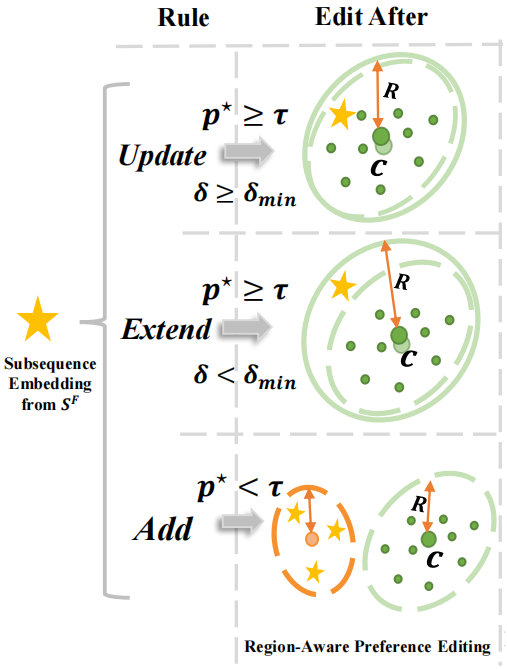 Rule
Edit After
p* ≥ τ
Update
δ ≥ δmin
R
C
p* ≥ τ
Extend
δ < δmin
R
C
Subsequence
Embedding
from S^F
p* < τ
Add
R
C
Region-Aware Preference Editing